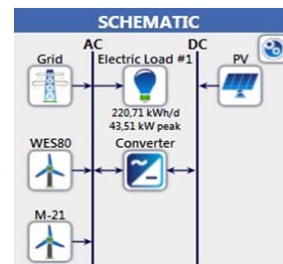 SCHEMATIC
AC DC
Grid Electric Load #1 PV
220,71 kWh/d
43,51 kW peak
WES80 Converter
M-21